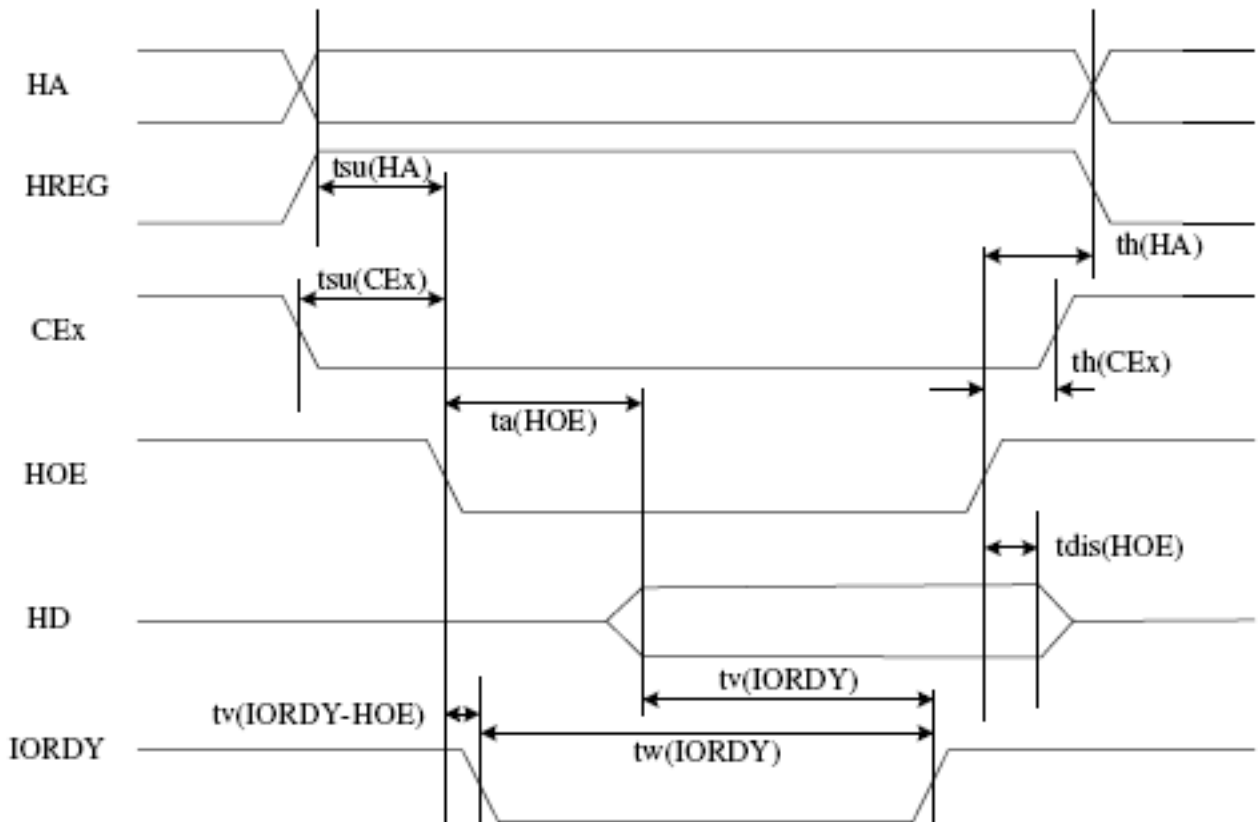 HA
HREG
tsu(HA)
th(HA)
tsu(CEx)
CEx
th(CEx)
ta(HOE)
HOE
tdis(HOE)
HD
tv(IORDY)
tv(IORDY-HOE)
IORDY
tw(IORDY)